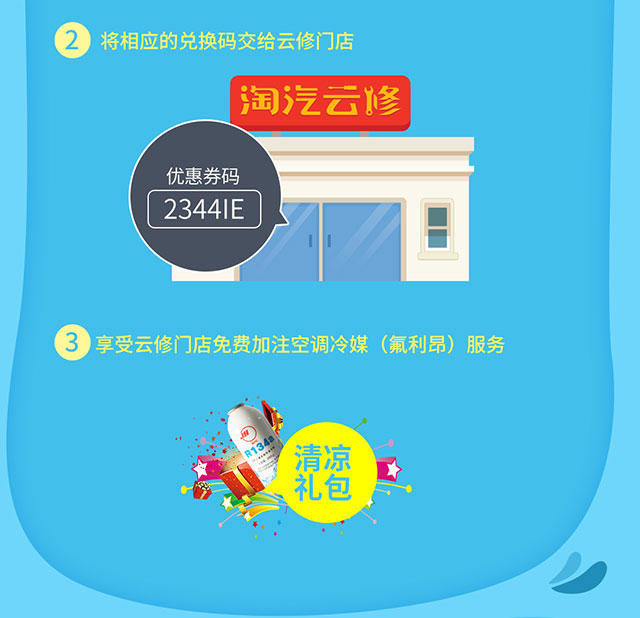 2 将相应的兑换码交给云修门店
淘汽云修
优惠券码
2344IE
3 享受云修门店免费加注空调冷媒（氟利昂）服务
R134a
清凉
礼包